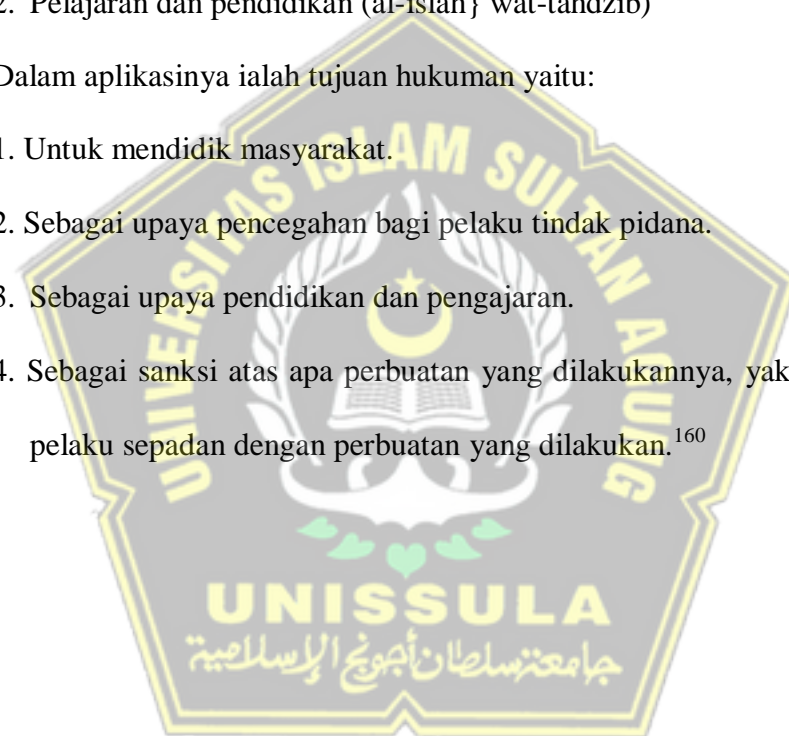 2. Pelajaran dan pendidikan (al-islah} wat-tahdzib)
Dalam aplikasinya ialah tujuan hukuman yaitu:
1. Untuk mendidik masyarakat.
2. Sebagai upaya pencegahan bagi pelaku tindak pidana.
3. Sebagai upaya pendidikan dan pengajaran.
4. Sebagai sanksi atas apa perbuatan yang dilakukannya, yak
pelaku sepadan dengan perbuatan yang dilakukan.160
UNIVERSITAS ISLAM SULTAN AGUNG
UNISSULA
جامعة سلطان أجونج الإسلامية